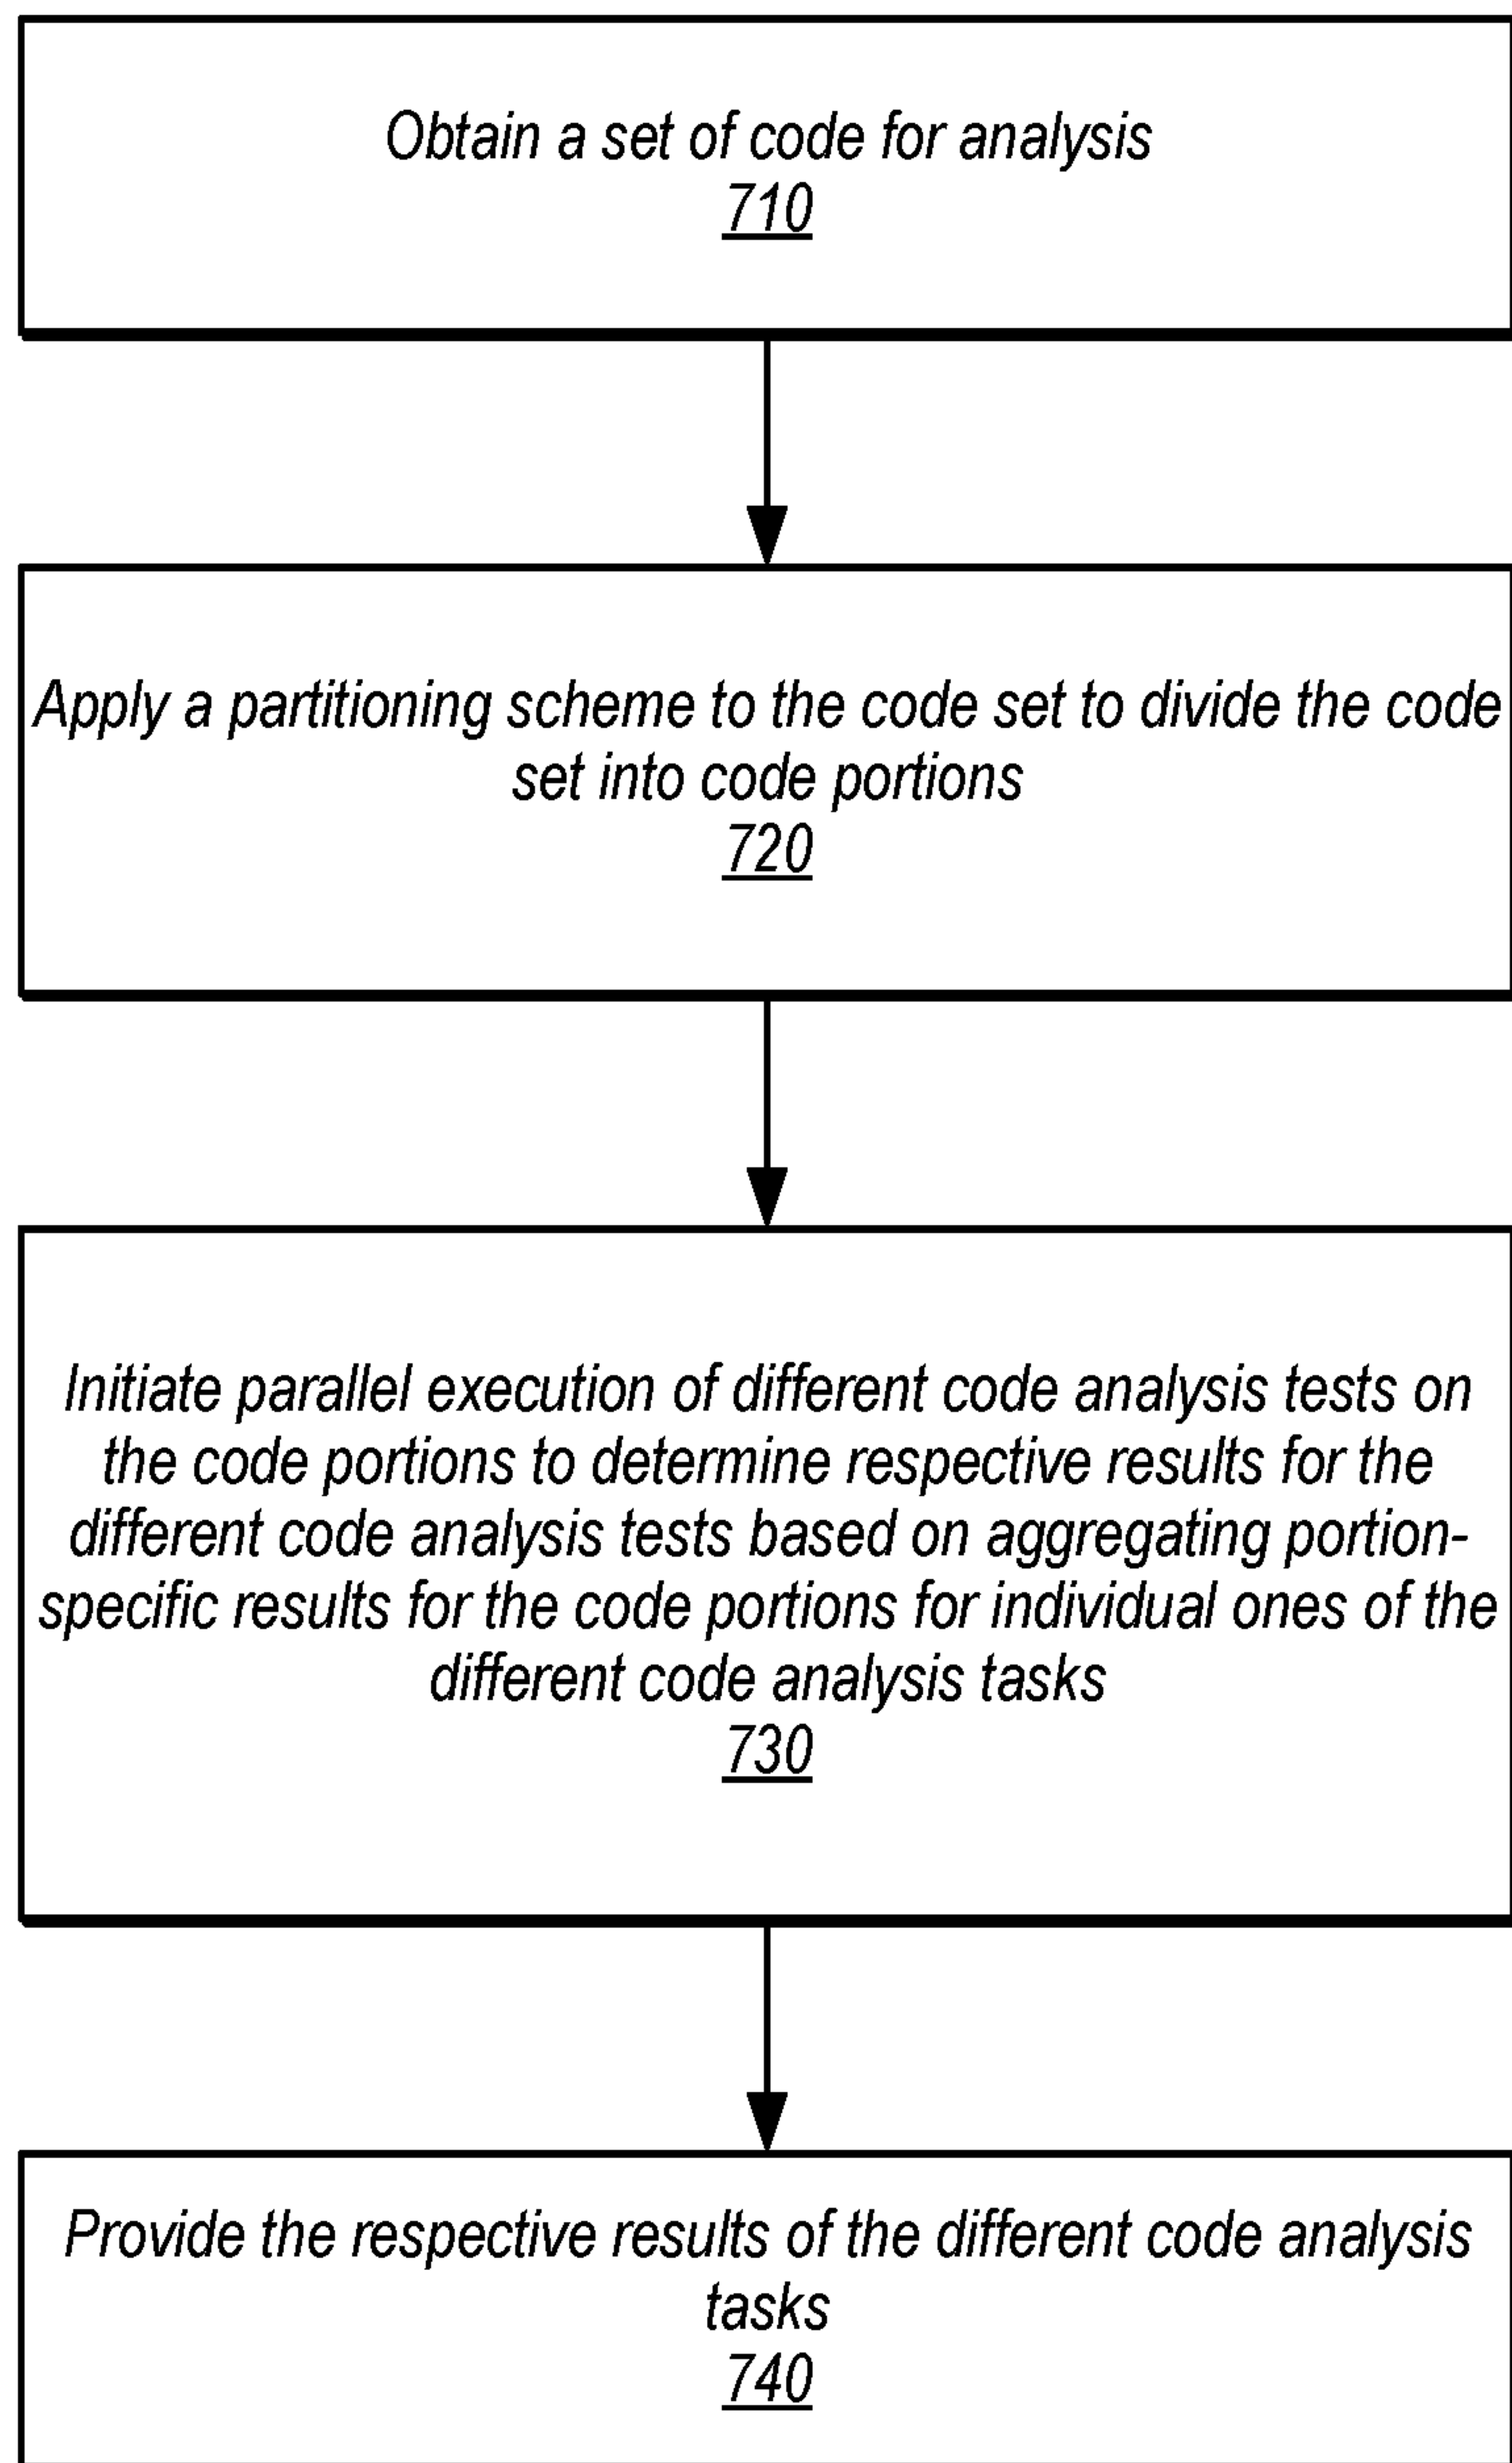 Obtain a set of code for analysis
710
Apply a partitioning scheme to the code set to divide the code
set into code portions
720
Initiate parallel execution of different code analysis tests on
the code portions to determine respective results for the
different code analysis tests based on aggregating portion-
specific results for the code portions for individual ones of the
different code analysis tasks
730
Provide the respective results of the different code analysis
tasks
740